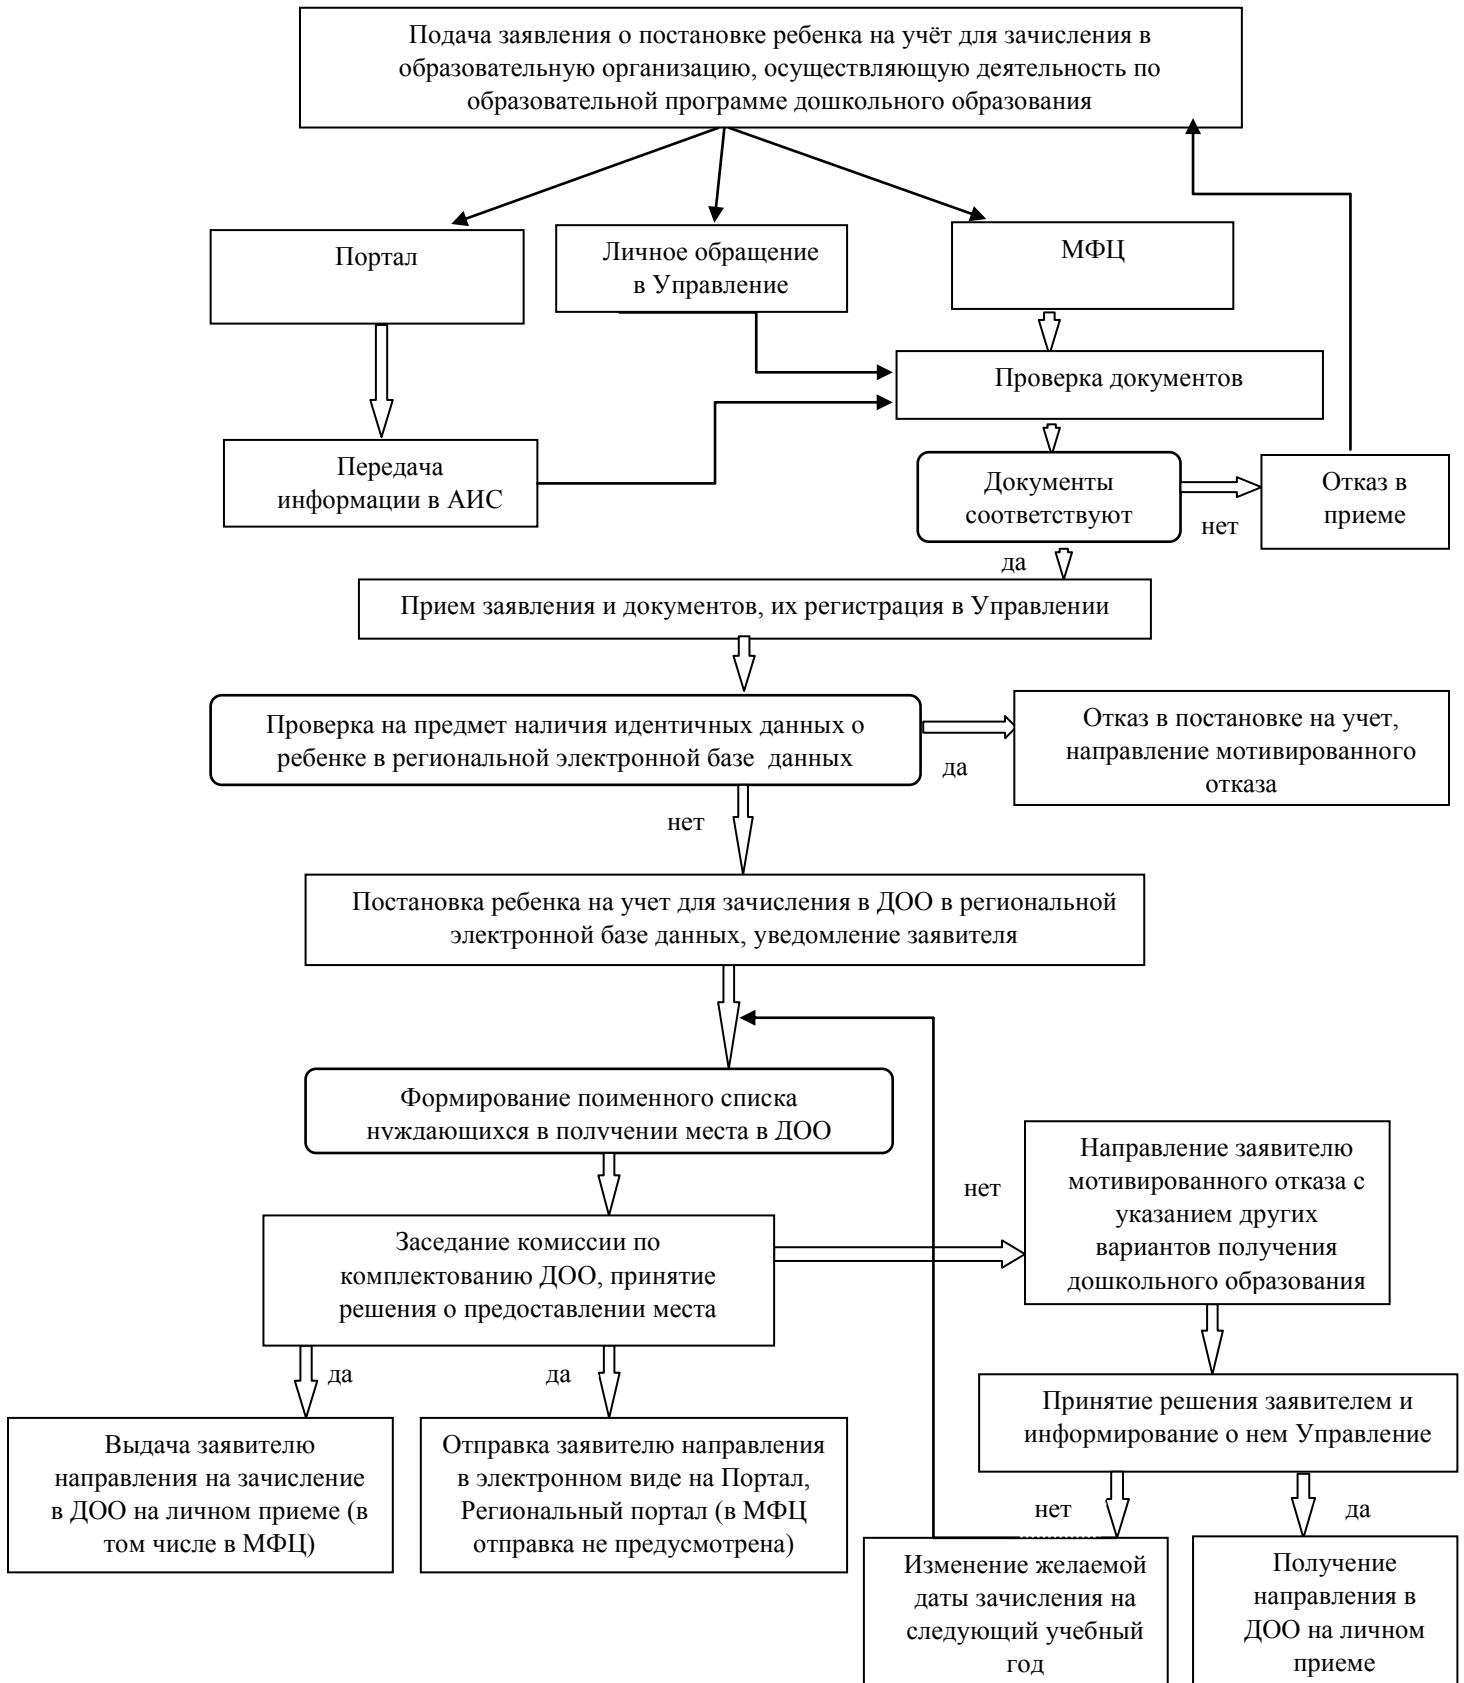 Подача заявления о постановке ребенка на учёт для зачисления в
образовательную организацию, осуществляющую деятельность по
образовательной программе дошкольного образования
Портал
Личное обращение
в Управление
МФЦ
Проверка документов
Передача
информации в АИС
Документы
соответствуют
нет
Отказ в
приеме
да
Прием заявления и документов, их регистрация в Управлении
Проверка на предмет наличия идентичных данных о
ребенке в региональной электронной базе данных
да
Отказ в постановке на учет,
направление мотивированного
отказа
нет
Постановка ребенка на учет для зачисления в ДОО в региональной
электронной базе данных, уведомление заявителя
Формирование поименного списка
нуждающихся в получении места в ДОО
нет
Направление заявителю
мотивированного отказа с
указанием других
вариантов получения
дошкольного образования
Заседание комиссии по
комплектованию ДОО, принятие
решения о предоставлении места
да
да
Принятие решения заявителем и
информирование о нем Управление
Выдача заявителю
направления на зачисление
в ДОО на личном приеме (в
том числе в МФЦ)
Отправка заявителю направления
в электронном виде на Портал,
Региональный портал (в МФЦ
отправка не предусмотрена)
нет
да
Изменение желаемой
даты зачисления на
следующий учебный
год
Получение
направления в
ДОО на личном
приеме